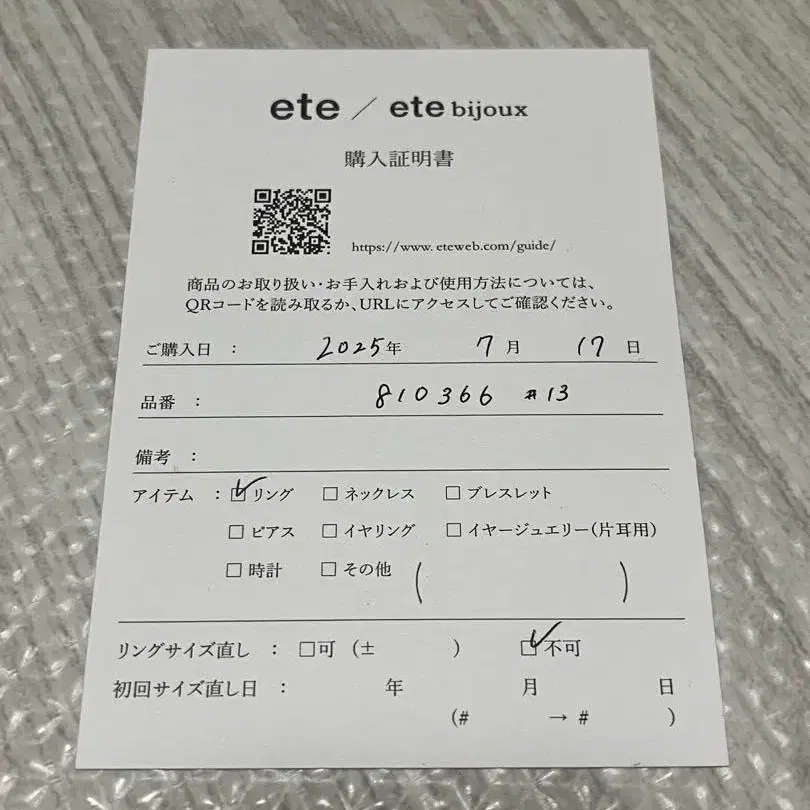 ete / ete bijoux
購入証明書
https://www.eteweb.com/guide/
商品のお取り扱い・お手入れおよび使用方法については、
QRコードを読み取るか、URLにアクセスしてご確認ください。
ご購入日 : 2025年 7月 17日
品番 : 810366 #13
備考 :
アイテム : ☑リング □ネックレス □ブレスレット
□ピアス □イヤリング □イヤージュエリー(片耳用)
□時計 □その他 ( )
リングサイズ直し : □可 (± ) ☑不可
初回サイズ直し日 : 年 月 日
(# → # )